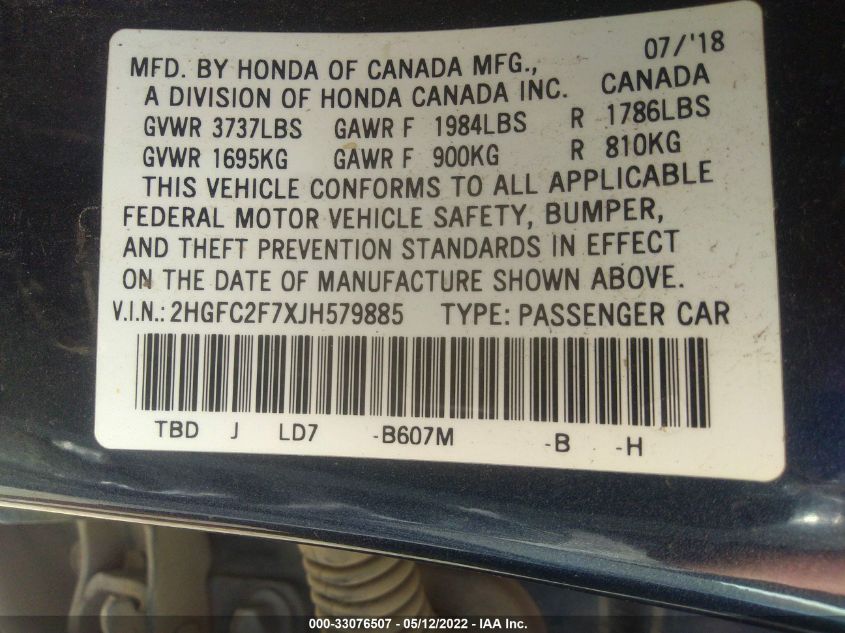 07/'18
MFD. BY HONDA OF CANADA MFG., CANADA
A DIVISION OF HONDA CANADA INC.
GVWR 3737LBS GAWR F 1984LBS R 1786LBS
GVWR 1695KG GAWR F 900KG R 810KG
THIS VEHICLE CONFORMS TO ALL APPLICABLE
FEDERAL MOTOR VEHICLE SAFETY, BUMPER,
AND THEFT PREVENTION STANDARDS IN EFFECT
ON THE DATE OF MANUFACTURE SHOWN ABOVE.
V.I.N.: 2HGFC2F7XJH579885 TYPE: PASSENGER CAR
TBD J LD7 -B607M -B -H
000-33076507 - 05/12/2022 - IAA Inc.